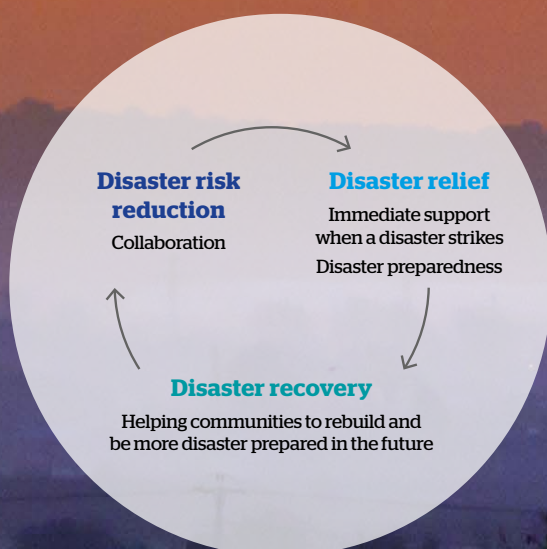 Disaster risk
reduction
Collaboration
Disaster relief
Immediate support
when a disaster strikes
Disaster preparedness
Disaster recovery
Helping communities to rebuild and
be more disaster prepared in the future